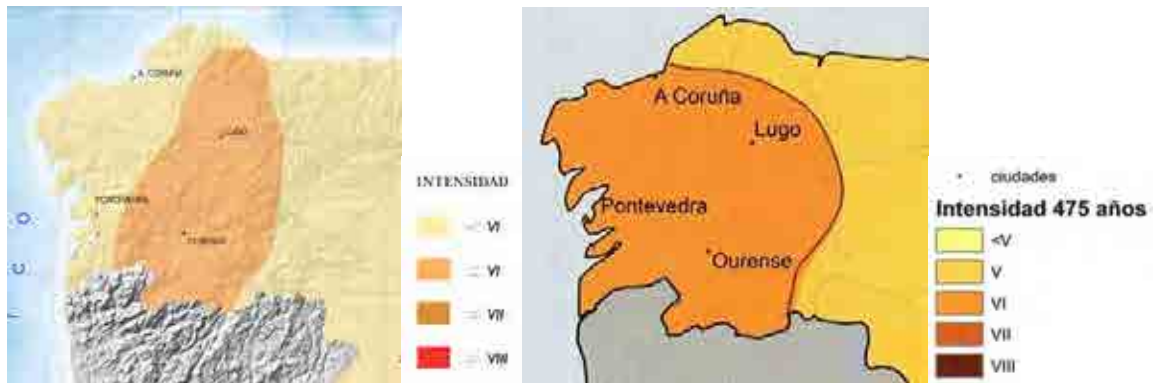 A CORUÑA
LUGO
PONTEVEDRA
OURENSE
C O
INTENSIDAD
VI
VI
VII
VIII
A Coruña
Lugo
Pontevedra
Ourense
ciudades
Intensidad 475 años
<V
V
VI
VII
VIII